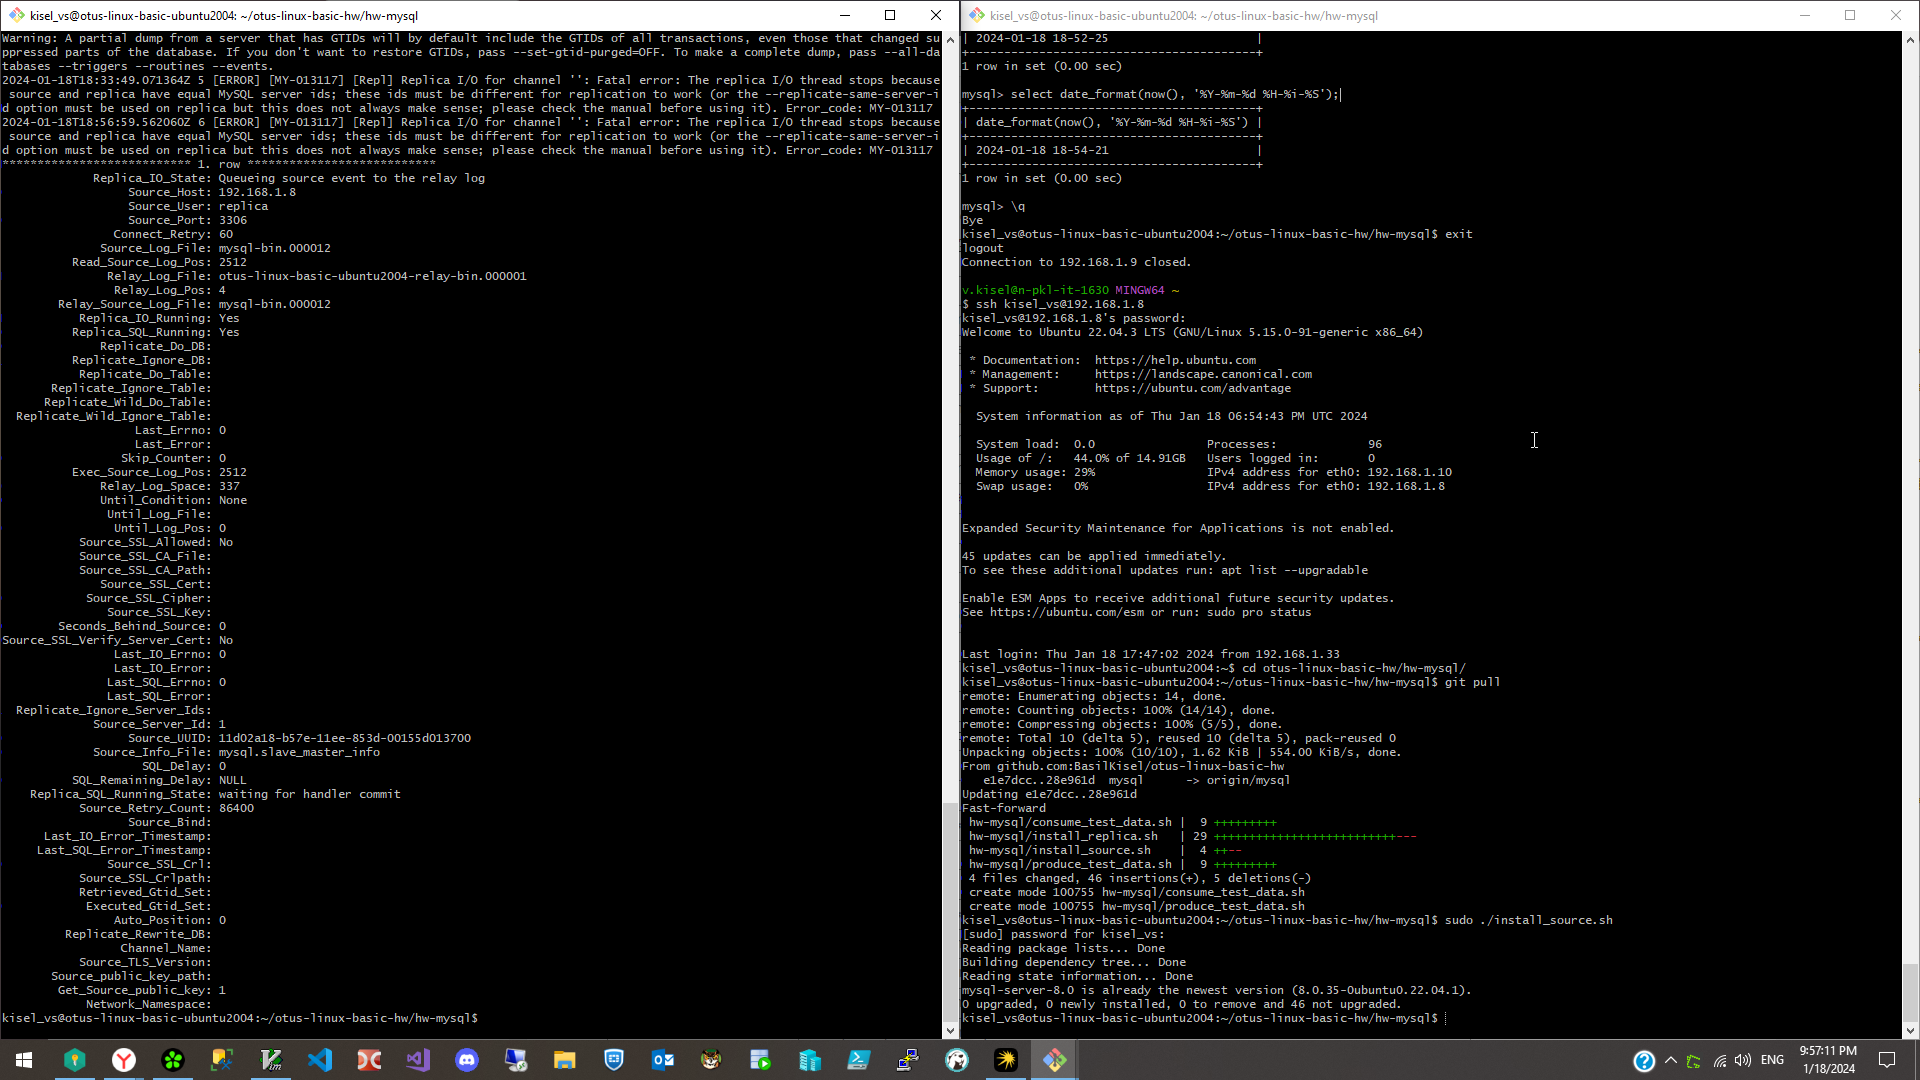 kisel_vs@otus-linux-basic-ubuntu2004: ~/otus-linux-basic-hw/hw-mysql
Warning: A partial dump from a server that has GTIDs will by default include the GTIDs of all transactions, even those that changed su
ppressed parts of the database. If you don't want to restore GTIDs, pass --set-gtid-purged=OFF. To make a complete dump, pass --all-da
tabases --triggers --routines --events.
2024-01-18T18:33:49.071364Z 5 [ERROR] [MY-013117] [Repl] Replica I/O for channel '': Fatal error: The replica I/O thread stops because
 source and replica have equal MySQL server ids; these ids must be different for replication to work (or the --replicate-same-server-i
d option must be used on replica but this does not always make sense; please check the manual before using it). Error_code: MY-013117
2024-01-18T18:56:59.562060Z 6 [ERROR] [MY-013117] [Repl] Replica I/O for channel '': Fatal error: The replica I/O thread stops because
 source and replica have equal MySQL server ids; these ids must be different for replication to work (or the --replicate-same-server-i
d option must be used on replica but this does not always make sense; please check the manual before using it). Error_code: MY-013117
*************************** 1. row ***************************
Replica_IO_State: Queueing source event to the relay log
Source_Host: 192.168.1.8
Source_User: replica
Source_Port: 3306
Connect_Retry: 60
Source_Log_File: mysql-bin.000012
Read_Source_Log_Pos: 2512
Relay_Log_File: otus-linux-basic-ubuntu2004-relay-bin.000001
Relay_Log_Pos: 4
Relay_Source_Log_File: mysql-bin.000012
Replica_IO_Running: Yes
Replica_SQL_Running: Yes
Replicate_Do_DB:
Replicate_Ignore_DB:
Replicate_Do_Table:
Replicate_Ignore_Table:
Replicate_Wild_Do_Table:
Replicate_Wild_Ignore_Table:
Last_Errno: 0
Last_Error:
Skip_Counter: 0
Exec_Source_Log_Pos: 2512
Relay_Log_Space: 337
Until_Condition: None
Until_Log_File:
Until_Log_Pos: 0
Source_SSL_Allowed: No
Source_SSL_CA_File:
Source_SSL_CA_Path:
Source_SSL_Cert:
Source_SSL_Cipher:
Source_SSL_Key:
Seconds_Behind_Source: 0
Source_SSL_Verify_Server_Cert: No
Last_IO_Errno: 0
Last_IO_Error:
Last_SQL_Errno: 0
Last_SQL_Error:
Replicate_Ignore_Server_Ids:
Source_Server_Id: 1
Source_UUID: 11d02a18-b57e-11ee-853d-00155d013700
Source_Info_File: mysql.slave_master_info
SQL_Delay: 0
SQL_Remaining_Delay: NULL
Replica_SQL_Running_State: waiting for handler commit
Source_Retry_Count: 86400
Source_Bind:
Last_IO_Error_Timestamp:
Last_SQL_Error_Timestamp:
Source_SSL_Crl:
Source_SSL_Crlpath:
Retrieved_Gtid_Set:
Executed_Gtid_Set:
Auto_Position: 0
Replicate_Rewrite_DB:
Channel_Name:
Source_TLS_Version:
Source_public_key_path:
Get_Source_public_key: 1
Network_Namespace:
kisel_vs@otus-linux-basic-ubuntu2004:~/otus-linux-basic-hw/hw-mysql$
kisel_vs@otus-linux-basic-ubuntu2004: ~/otus-linux-basic-hw/hw-mysql
| 2024-01-18 18-52-25                     |
+-----------------------------------------+
1 row in set (0.00 sec)
mysql> select date_format(now(), '%Y-%m-%d %H-%i-%S');
+-----------------------------------------+
| date_format(now(), '%Y-%m-%d %H-%i-%S') |
+-----------------------------------------+
| 2024-01-18 18-54-21                     |
+-----------------------------------------+
1 row in set (0.00 sec)
mysql> \q
Bye
kisel_vs@otus-linux-basic-ubuntu2004:~/otus-linux-basic-hw/hw-mysql$ exit
logout
Connection to 192.168.1.9 closed.
v.kisel@n-pkl-it-1630 MINGW64 ~
$ ssh kisel_vs@192.168.1.8
kisel_vs@192.168.1.8's password:
Welcome to Ubuntu 22.04.3 LTS (GNU/Linux 5.15.0-91-generic x86_64)
* Documentation:  https://help.ubuntu.com
* Management:     https://landscape.canonical.com
* Support:        https://ubuntu.com/advantage
System information as of Thu Jan 18 06:54:43 PM UTC 2024
System load:  0.0                Processes:             96
Usage of /:   44.0% of 14.91GB   Users logged in:       0
Memory usage: 29%                IPv4 address for eth0: 192.168.1.10
Swap usage:   0%                 IPv4 address for eth0: 192.168.1.8
Expanded Security Maintenance for Applications is not enabled.
45 updates can be applied immediately.
To see these additional updates run: apt list --upgradable
Enable ESM Apps to receive additional future security updates.
See https://ubuntu.com/esm or run: sudo pro status
Last login: Thu Jan 18 17:47:02 2024 from 192.168.1.33
kisel_vs@otus-linux-basic-ubuntu2004:~$ cd otus-linux-basic-hw/hw-mysql/
kisel_vs@otus-linux-basic-ubuntu2004:~/otus-linux-basic-hw/hw-mysql$ git pull
remote: Enumerating objects: 14, done.
remote: Counting objects: 100% (14/14), done.
remote: Compressing objects: 100% (5/5), done.
remote: Total 10 (delta 5), reused 10 (delta 5), pack-reused 0
Unpacking objects: 100% (10/10), 1.62 KiB | 554.00 KiB/s, done.
From github.com:BasilKisel/otus-linux-basic-hw
   e1e7dcc..28e961d  mysql      -> origin/mysql
Updating e1e7dcc..28e961d
Fast-forward
 hw-mysql/consume_test_data.sh |  9 +++++++++
 hw-mysql/install_replica.sh   | 29 ++++++++++++++++++++++++++---
 hw-mysql/install_source.sh    |  4 ++--
 hw-mysql/produce_test_data.sh |  9 +++++++++
 4 files changed, 46 insertions(+), 5 deletions(-)
 create mode 100755 hw-mysql/consume_test_data.sh
 create mode 100755 hw-mysql/produce_test_data.sh
kisel_vs@otus-linux-basic-ubuntu2004:~/otus-linux-basic-hw/hw-mysql$ sudo ./install_source.sh
[sudo] password for kisel_vs:
Reading package lists... Done
Building dependency tree... Done
Reading state information... Done
mysql-server-8.0 is already the newest version (8.0.35-0ubuntu0.22.04.1).
0 upgraded, 0 newly installed, 0 to remove and 46 not upgraded.
kisel_vs@otus-linux-basic-ubuntu2004:~/otus-linux-basic-hw/hw-mysql$
ENG
9:57:11 PM
1/18/2024